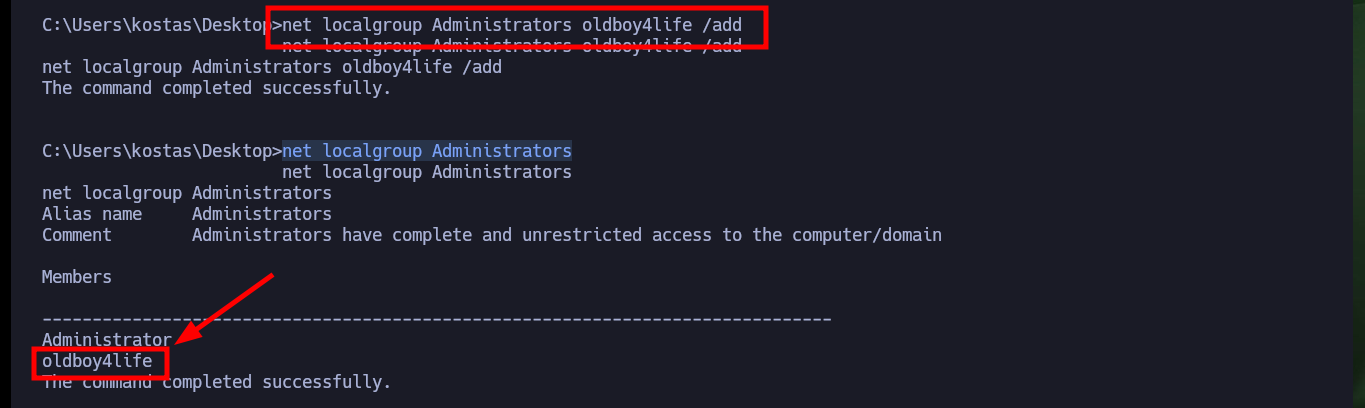 C:\Users\kostas\Desktop>net localgroup Administrators oldboy4life /add
net localgroup Administrators oldboy4life /add
net localgroup Administrators oldboy4life /add
The command completed successfully.
C:\Users\kostas\Desktop>net localgroup Administrators
net localgroup Administrators
net localgroup Administrators
Alias name     Administrators
Comment        Administrators have complete and unrestricted access to the computer/domain
Members
-------------------------------------------------------------------------------
Administrator
oldboy4life
The command completed successfully.